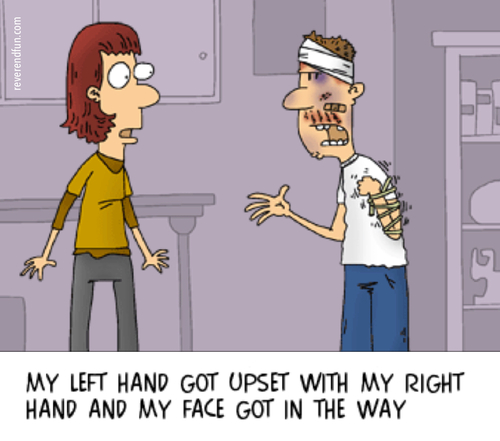 reverendfun.com
MY LEFT HAND GOT UPSET WITH MY RIGHT
HAND AND MY FACE GOT IN THE WAY